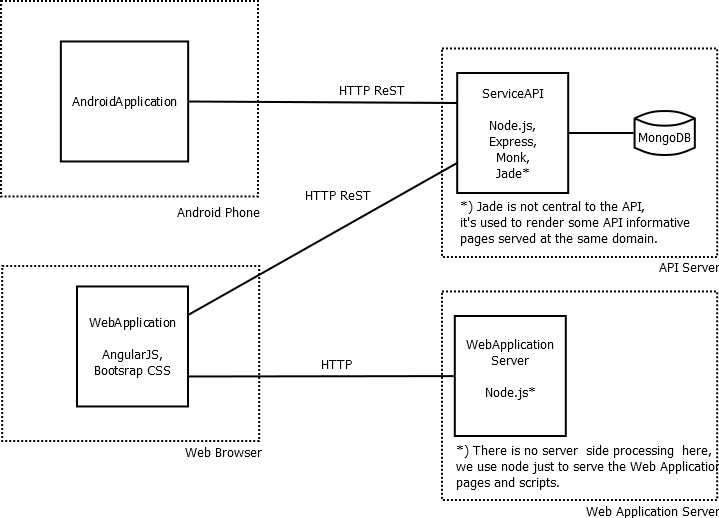 AndroidApplication
Android Phone
HTTP ReST
HTTP ReST
ServiceAPI
Node.js,
Express,
Monk,
Jade*
MongoDB
*) Jade is not central to the API,
it's used to render some API informative
pages served at the same domain.
API Server
WebApplication
AngularJS,
Bootsrap CSS
Web Browser
HTTP
WebApplication
Server
Node.js*
*) There is no server side processing here,
we use node just to serve the Web Application
pages and scripts.
Web Application Server